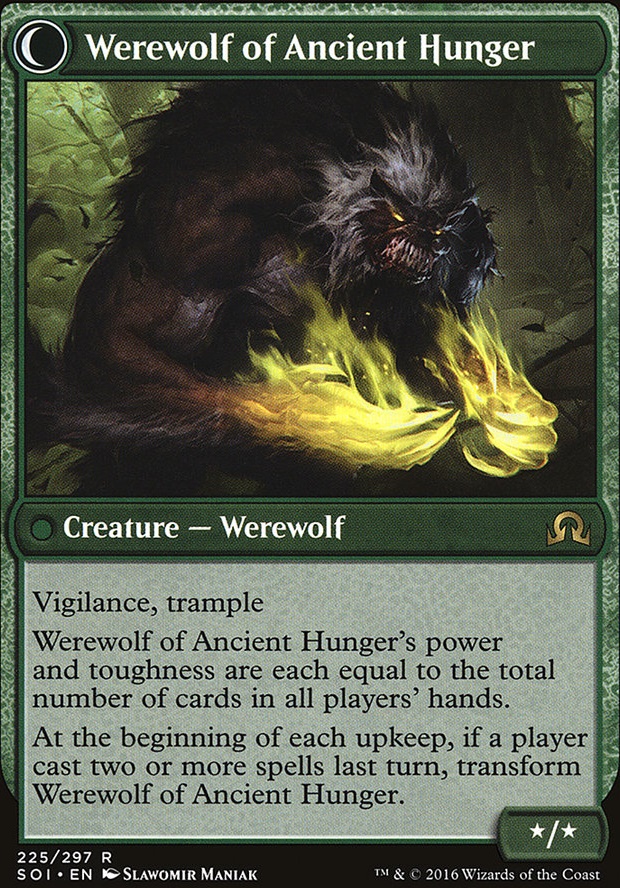 Werewolf of Ancient Hunger
Creature — Werewolf
Vigilance, trample
Werewolf of Ancient Hunger's power
and toughness are each equal to the total
number of cards in all players' hands.
At the beginning of each upkeep, if a player
cast two or more spells last turn, transform
Werewolf of Ancient Hunger.
★/★
225/297 R
SOI • EN Slawomir Maniak
™ & © 2016 Wizards of the Coast